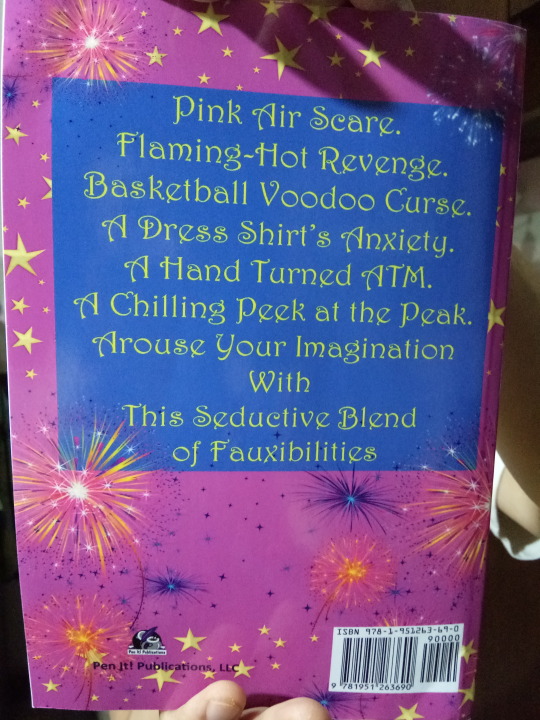 Pink Air Scare.
Flaming-Hot Revenge.
Basketball Voodoo Curse.
A Dress Shirt's Anxiety.
A Hand Turned ATM.
A Chilling Peek at the Peak.
Arouse Your Imagination
With
This Seductive Blend
of Fauxibilities
ISBN 978-1-951263-69-0
90000
Pen It! Publications
Pen It! Publications, LLC
9 781951 263690